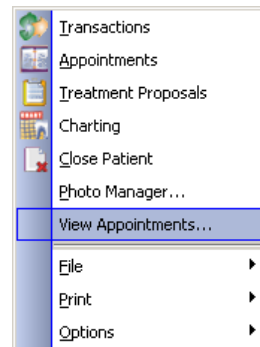 Transactions
Appointments
Treatment Proposals
Charting
Close Patient
Photo Manager...
View Appointments...
File
Print
Options